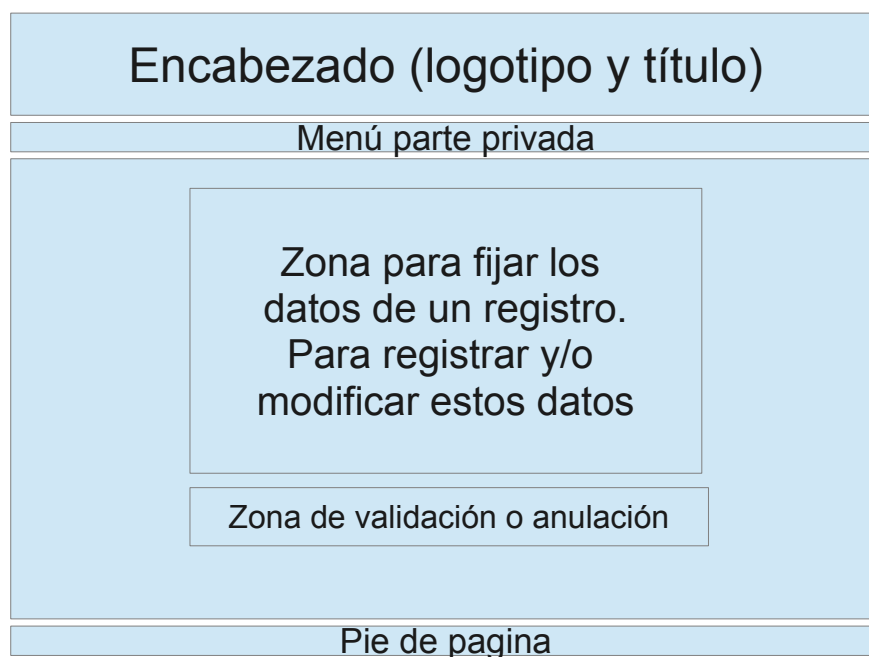 Encabezado (logotipo y título)
Menú parte privada
Zona para fijar los
datos de un registro.
Para registrar y/o
modificar estos datos
Zona de validación o anulación
Pie de pagina